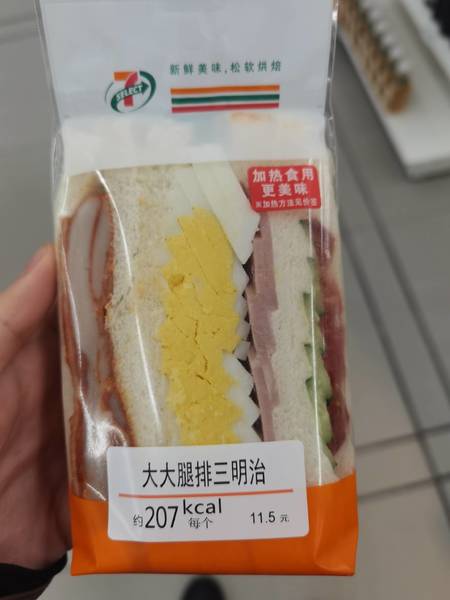 新鲜美味,松软烘焙
7
SELECT
加热食用
更美味
※加热方法见价签
大大腿排三明治
约207kcal
每个
11.5元